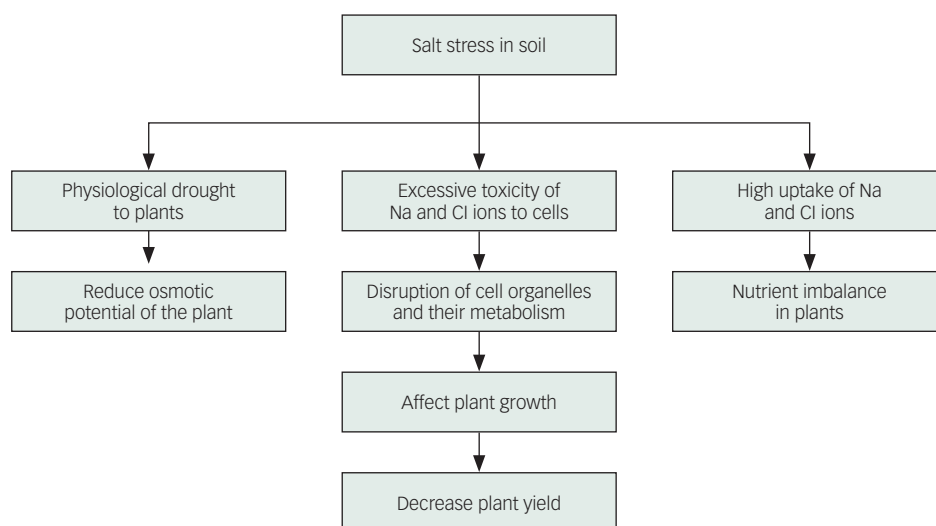 Salt stress in soil
Physiological drought
to plants
Excessive toxicity of
Na and Cl ions to cells
High uptake of Na
and Cl ions
Reduce osmotic
potential of the plant
Disruption of cell organelles
and their metabolism
Nutrient imbalance
in plants
Affect plant growth
Decrease plant yield